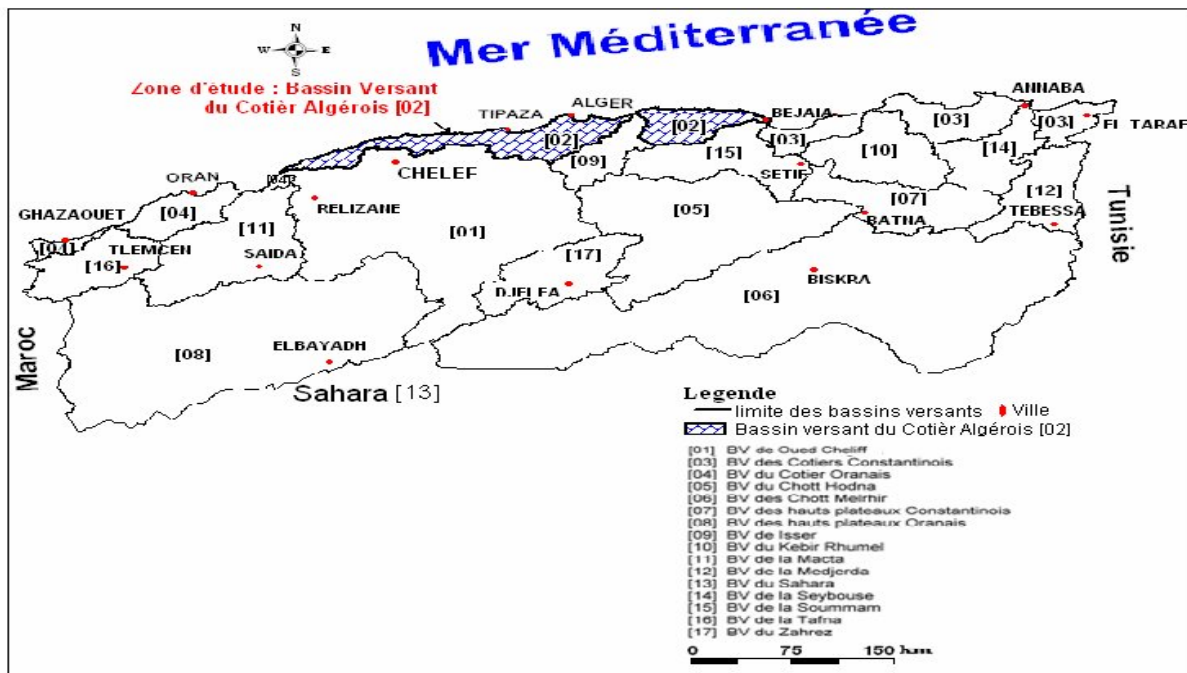 Mer Méditerranée
N
W E
S
Zone d'étude : Bassin Versant
du Cotièr Algérois [02]
TIPAZA
ALGER
BEJAIA
ANNABA
EL TARAF
[02]
[02]
[03]
[03]
[03]
[09]
[15]
[10]
[14]
SETIF
CHELEF
ORAN
[04]
RELIZANE
GHAZAOUET
[04]
[04]
[11]
[01]
[05]
[07]
BATNA
[12]
TEBESSA
Tunisie
TLEMCEN
[16]
SAIDA
[17]
DJELFA
BISKRA
[06]
Maroc
[08]
ELBAYADH
Sahara [13]
Legende
limite des bassins versants
Ville
Bassin versant du Cotièr Algérois [02]
[01] BV de Oued Cheliff
[03] BV des Cotiers Constantinois
[04] BV du Cotier Oranais
[05] BV du Chott Hodna
[06] BV des Chott Melrhir
[07] BV des hauts plateaux Constantinois
[08] BV des hauts plateaux Oranais
[09] BV de Isser
[10] BV du Kebir Rhumel
[11] BV de la Macta
[12] BV de la Medjerda
[13] BV du Sahara
[14] BV de la Seybouse
[15] BV de la Soummam
[16] BV de la Tafna
[17] BV du Zahrez
0 75 150 km